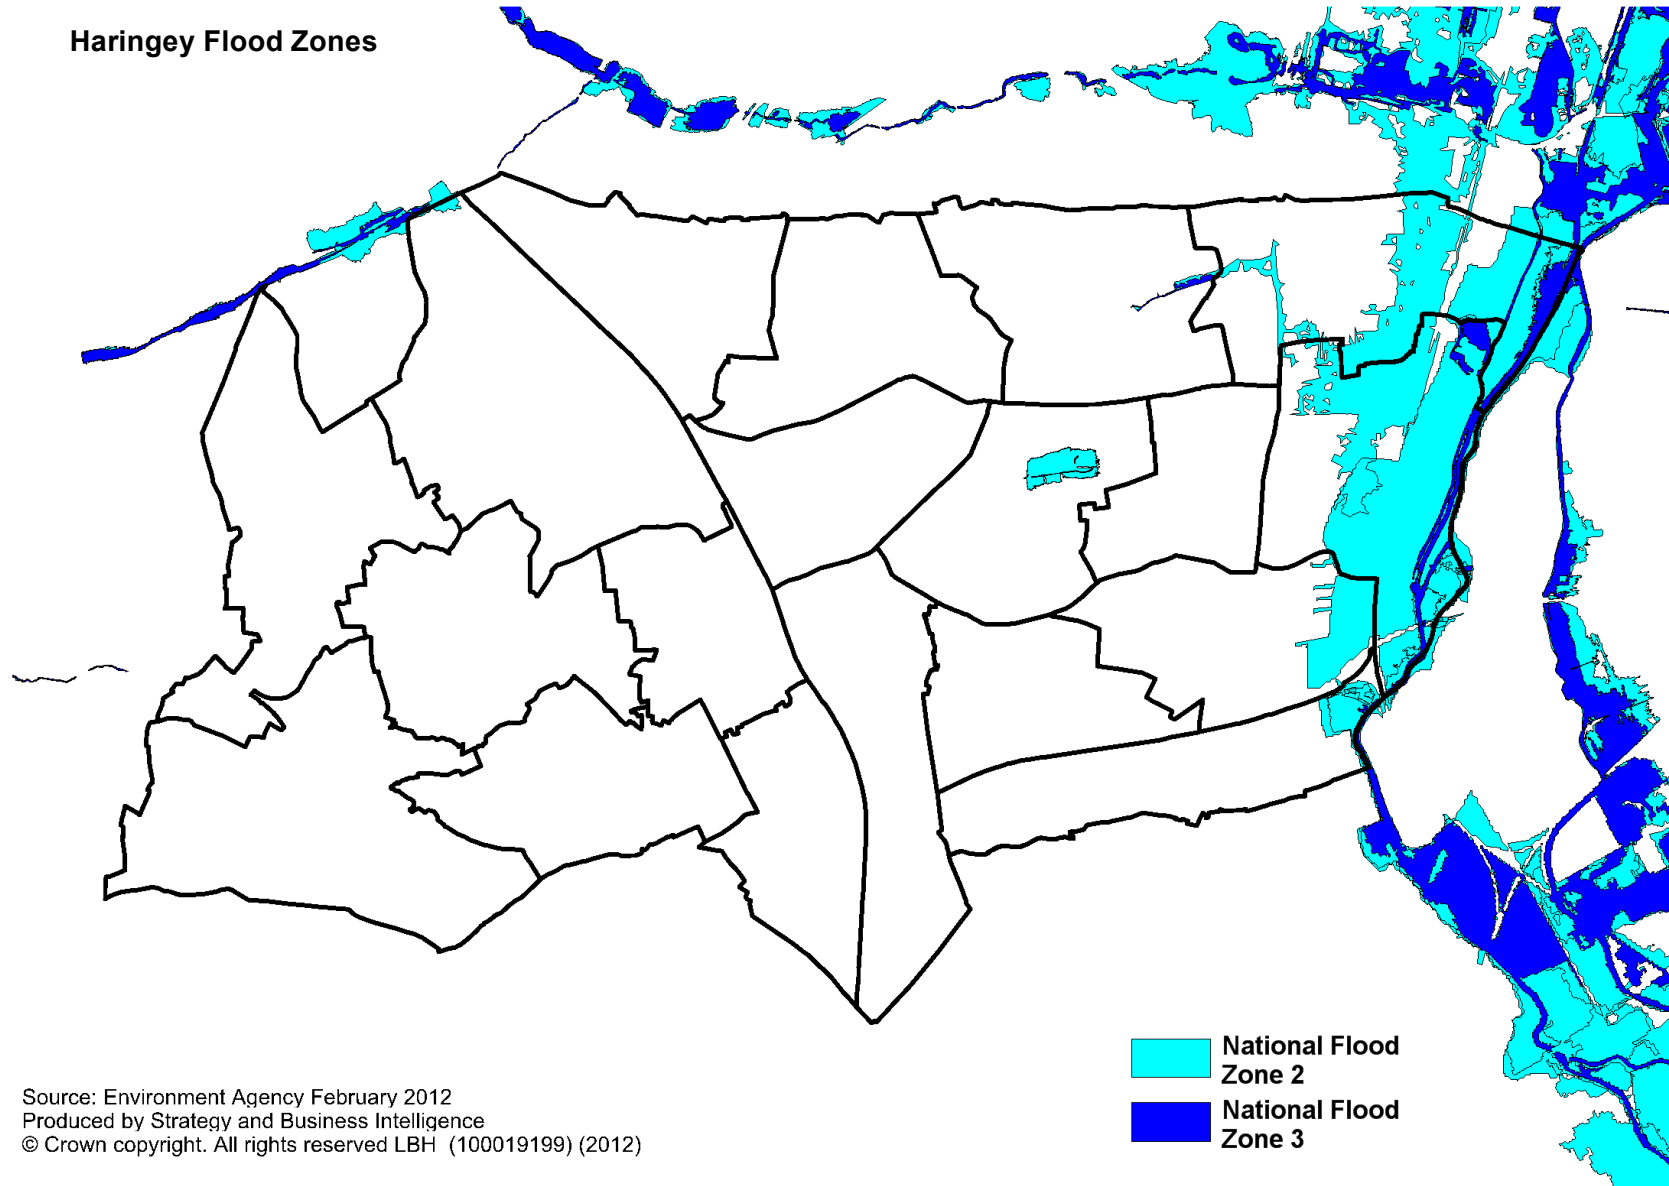 Haringey Flood Zones
National Flood
Zone 2
National Flood
Zone 3
Source: Environment Agency February 2012
Produced by Strategy and Business Intelligence
© Crown copyright. All rights reserved LBH (100019199) (2012)